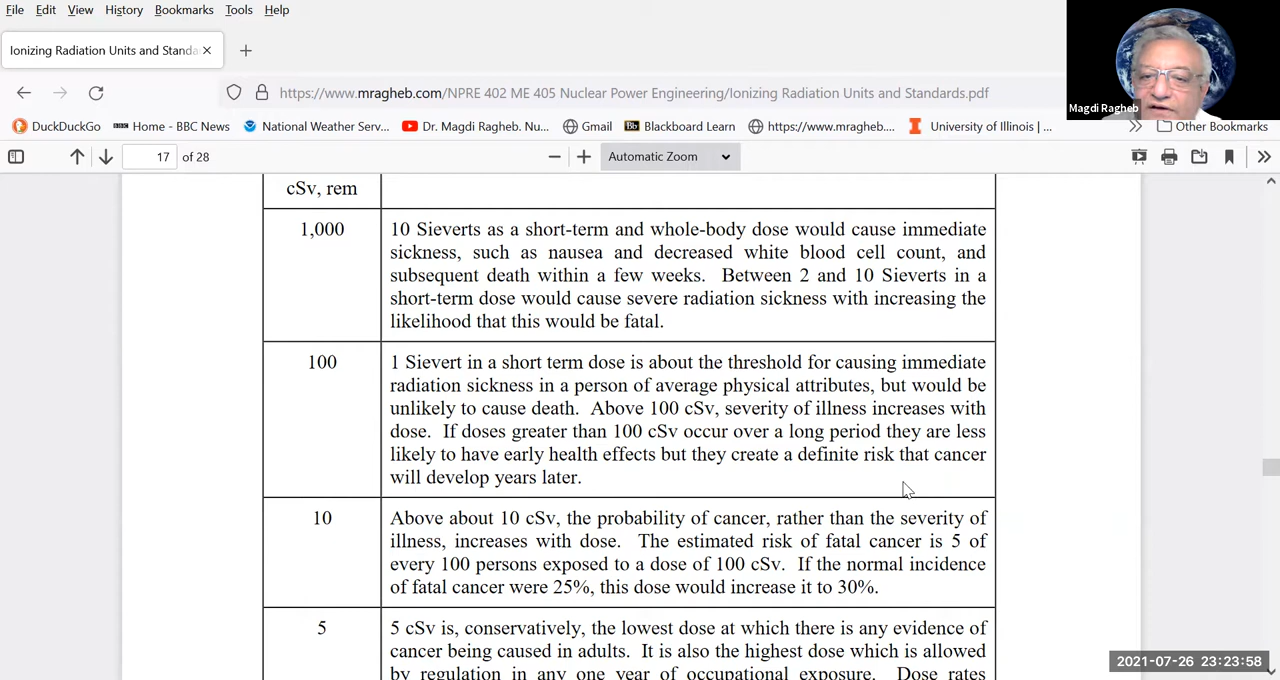 File Edit View History Bookmarks Tools Help
Ionizing Radiation Units and Standa
https://www.mragheb.com/NPRE 402 ME 405 Nuclear Power Engineering/Ionizing Radiation Units and Standards.pdf
Magdi Ragheb
DuckDuckGo BBC Home - BBC News National Weather Serv... Dr. Magdi Ragheb. Nu... Gmail Bb Blackboard Learn https://www.mragheb.... University of Illinois |... Other Bookmarks
17 of 28 Automatic Zoom
cSv, rem
1,000 10 Sieverts as a short-term and whole-body dose would cause immediate
sickness, such as nausea and decreased white blood cell count, and
subsequent death within a few weeks. Between 2 and 10 Sieverts in a
short-term dose would cause severe radiation sickness with increasing the
likelihood that this would be fatal.
100 1 Sievert in a short term dose is about the threshold for causing immediate
radiation sickness in a person of average physical attributes, but would be
unlikely to cause death. Above 100 cSv, severity of illness increases with
dose. If doses greater than 100 cSv occur over a long period they are less
likely to have early health effects but they create a definite risk that cancer
will develop years later.
10 Above about 10 cSv, the probability of cancer, rather than the severity of
illness, increases with dose. The estimated risk of fatal cancer is 5 of
every 100 persons exposed to a dose of 100 cSv. If the normal incidence
of fatal cancer were 25%, this dose would increase it to 30%.
5 5 cSv is, conservatively, the lowest dose at which there is any evidence of
cancer being caused in adults. It is also the highest dose which is allowed
by regulation in any one year of occupational exposure. Dose rates
2021-07-26 23:23:58